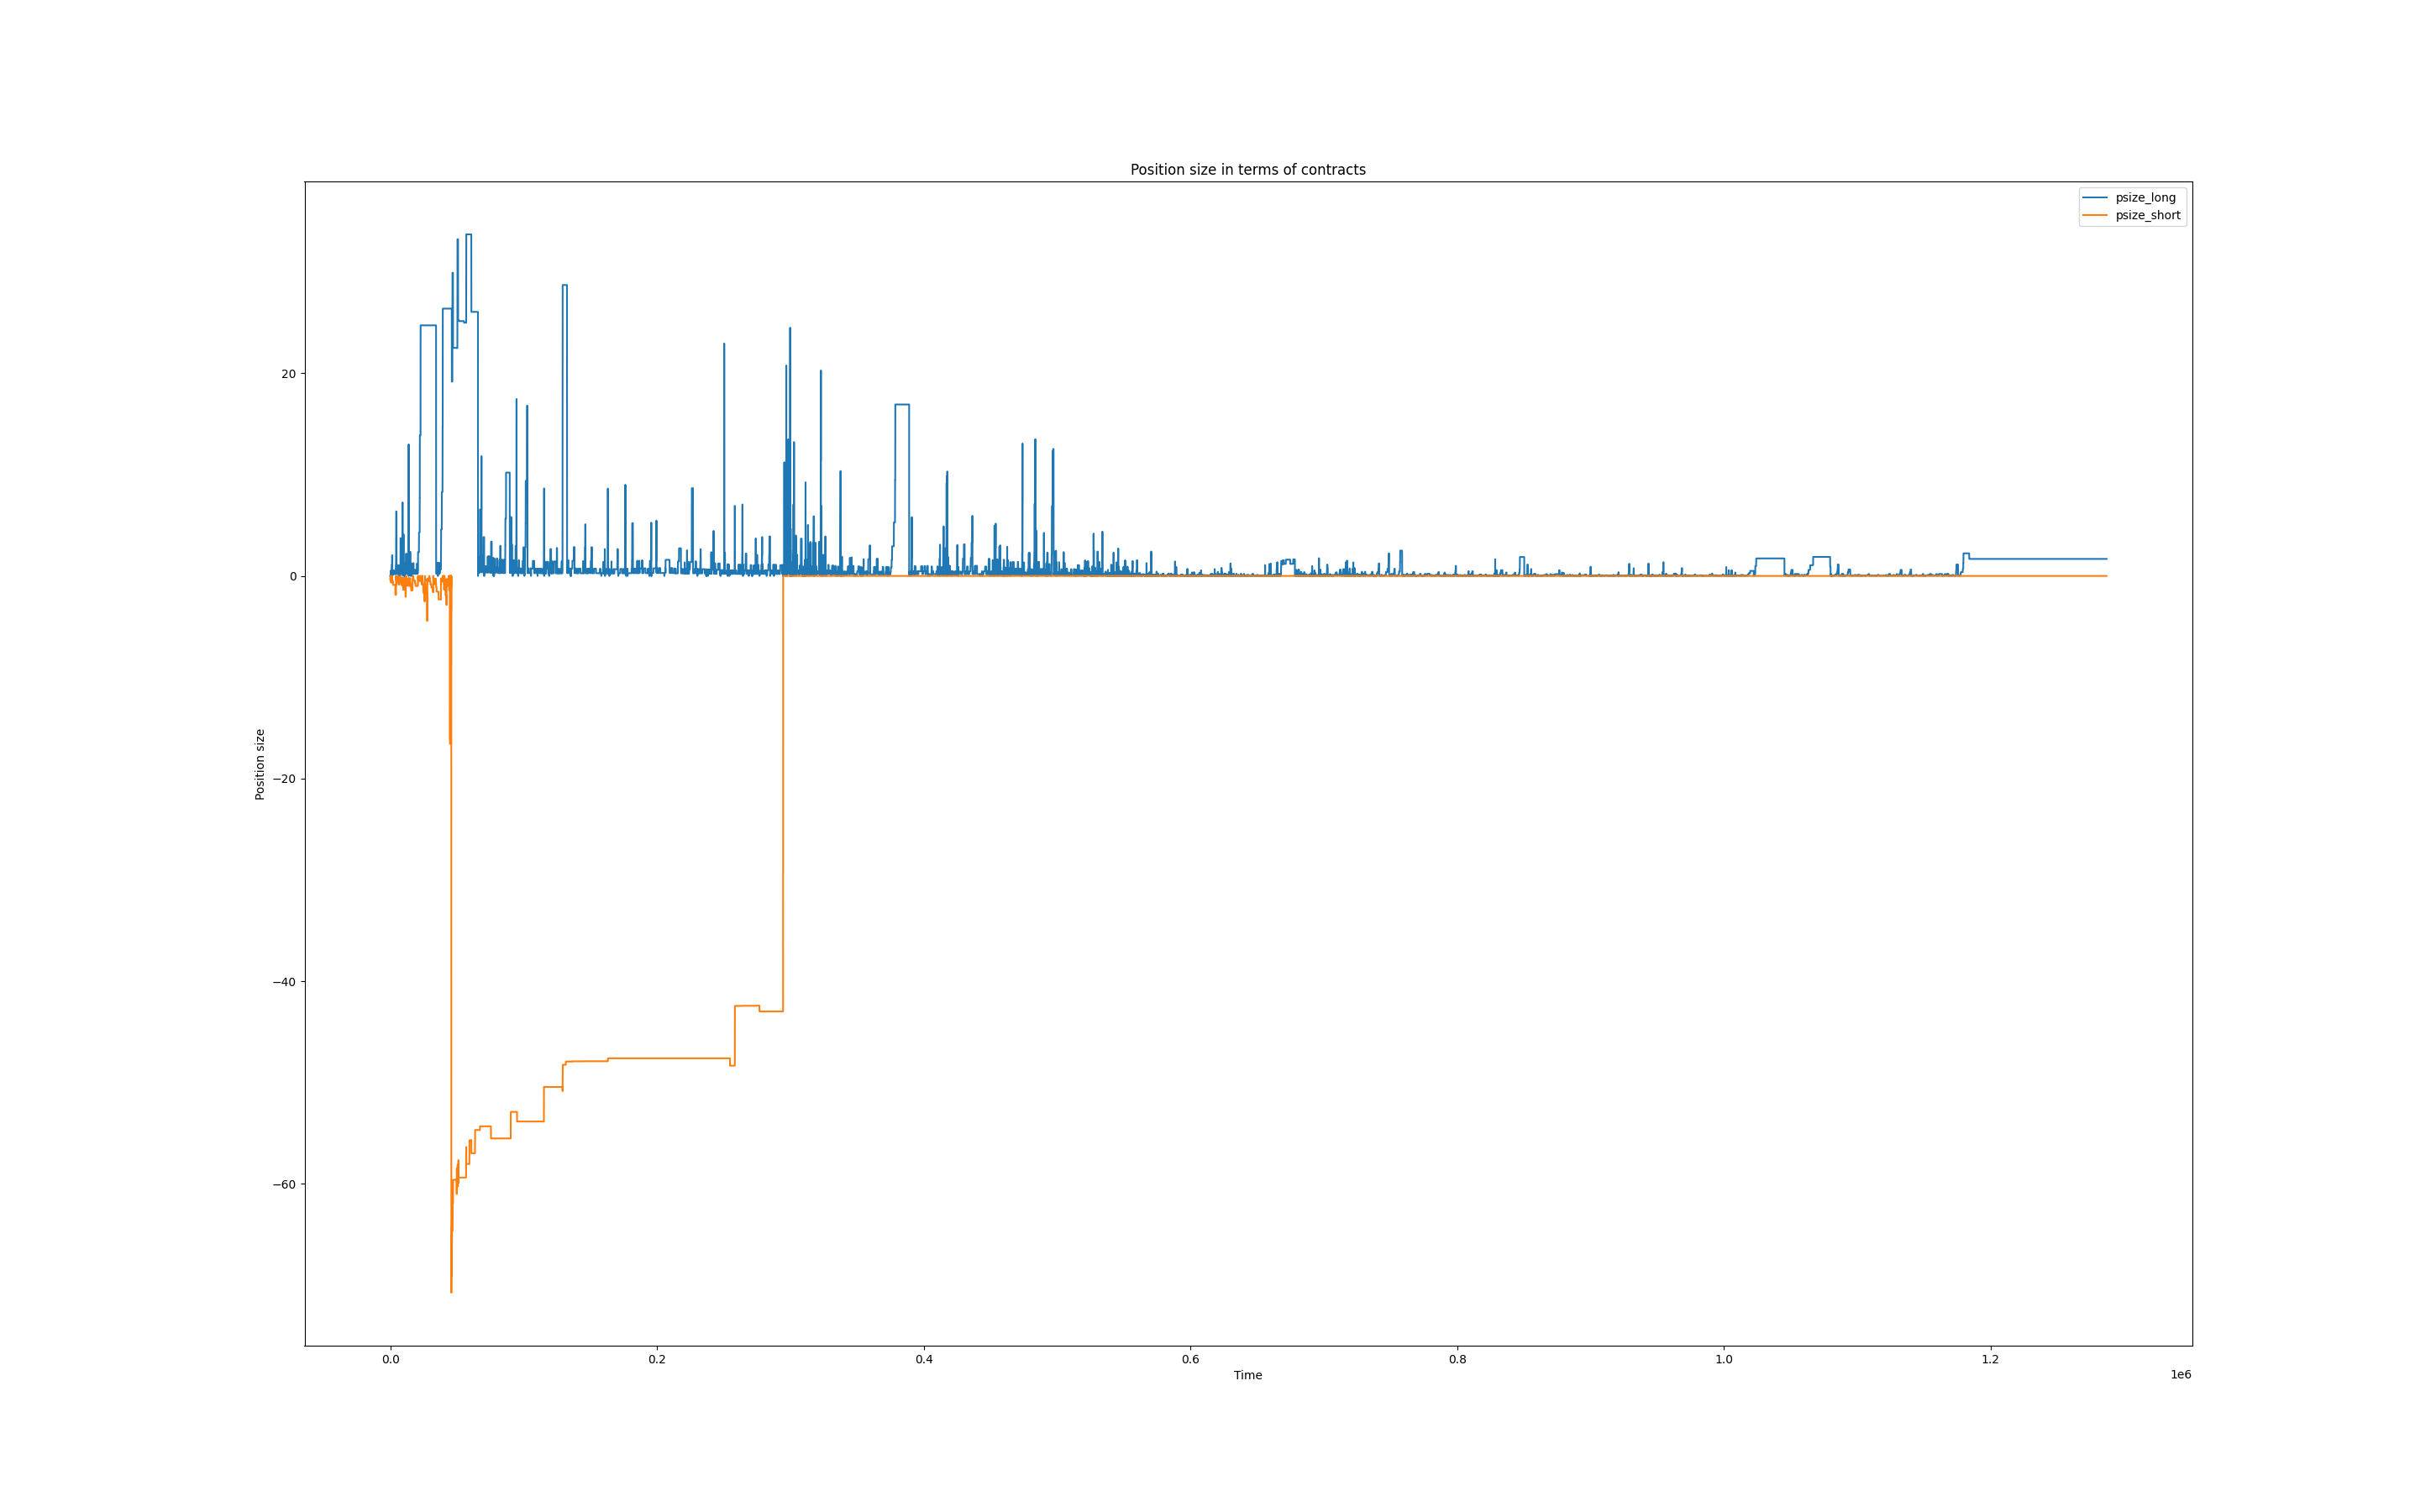 Position size in terms of contracts
psize_long
psize_short
Position size
20
0
−20
−40
−60
0.0
0.2
0.4
0.6
0.8
1.0
1.2
1e6
Time